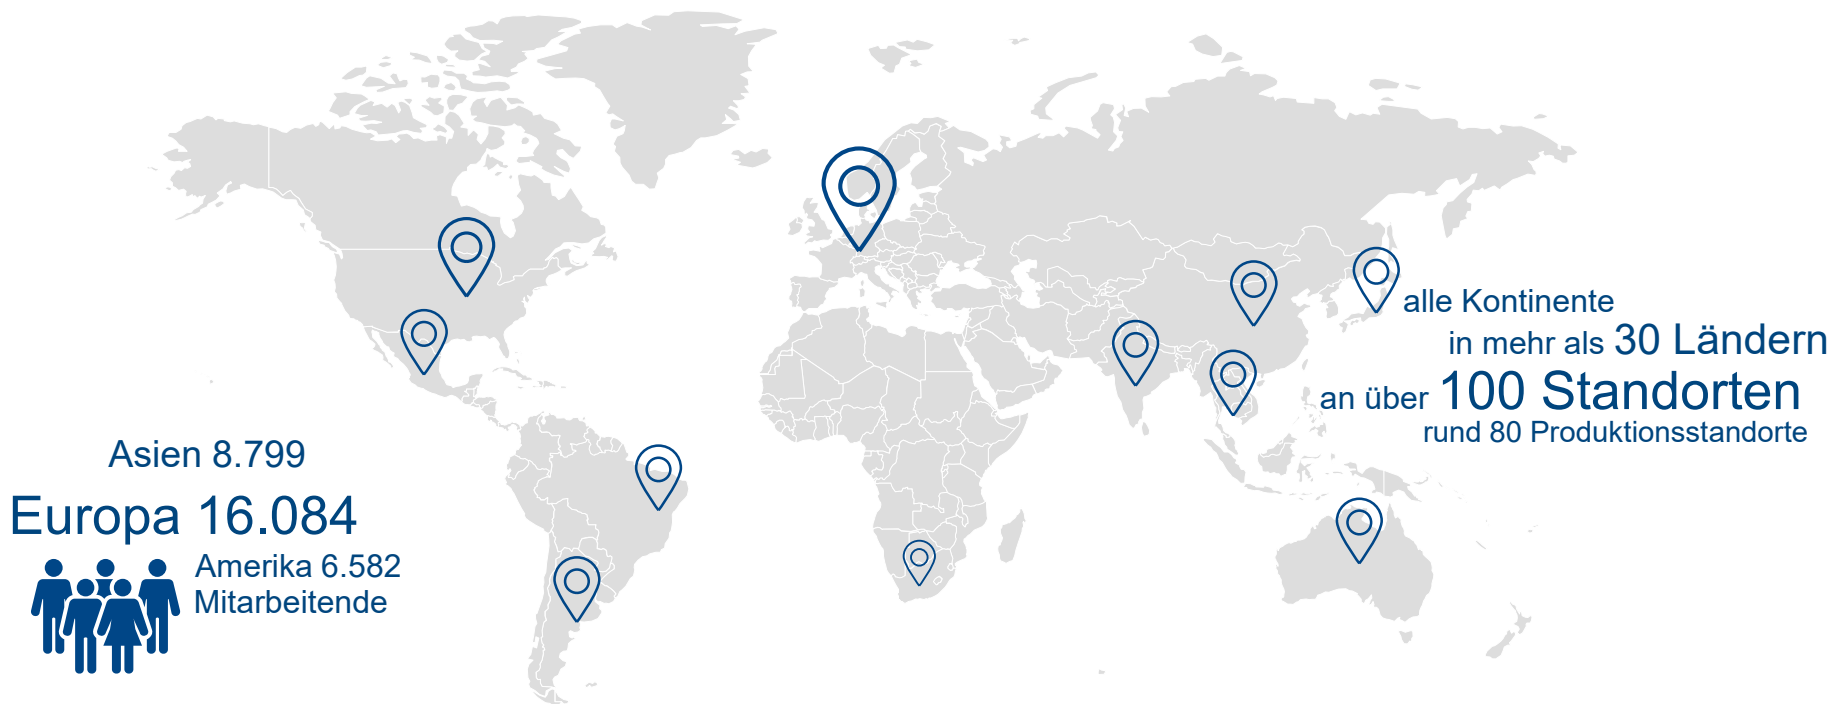 alle Kontinente
in mehr als 30 Ländern
an über 100 Standorten
rund 80 Produktionsstandorte
Asien 8.799
Europa 16.084
Amerika 6.582
Mitarbeitende